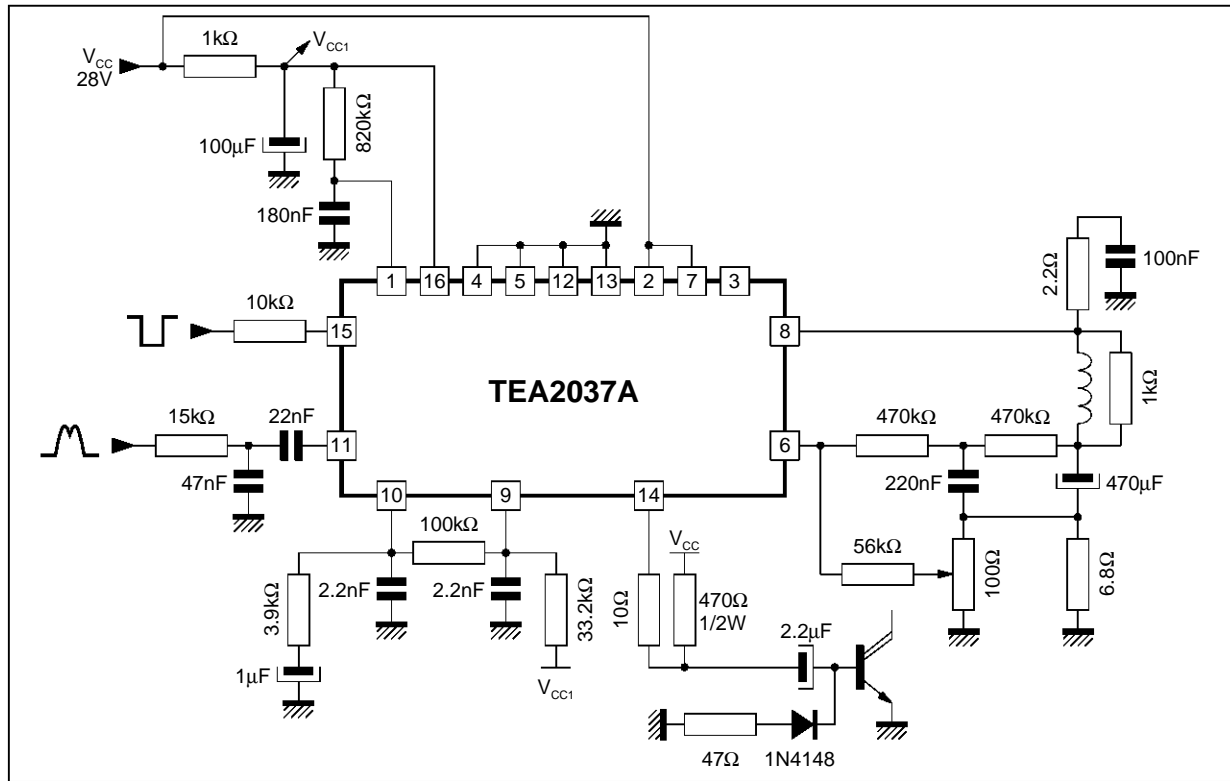 1kΩ
VCC1
VCC
28V
820kΩ
100µF
180nF
2.2Ω
100nF
1
16
4
5
12
13
2
7
3
10kΩ
15
8
TEA2037A
1kΩ
15kΩ
22nF
11
6
470kΩ
470kΩ
47nF
220nF
470µF
10
9
14
100kΩ
VCC
56kΩ
100Ω
6.8Ω
3.9kΩ
2.2nF
2.2nF
33.2kΩ
10Ω
470Ω
1/2W
2.2µF
1µF
VCC1
47Ω
1N4148